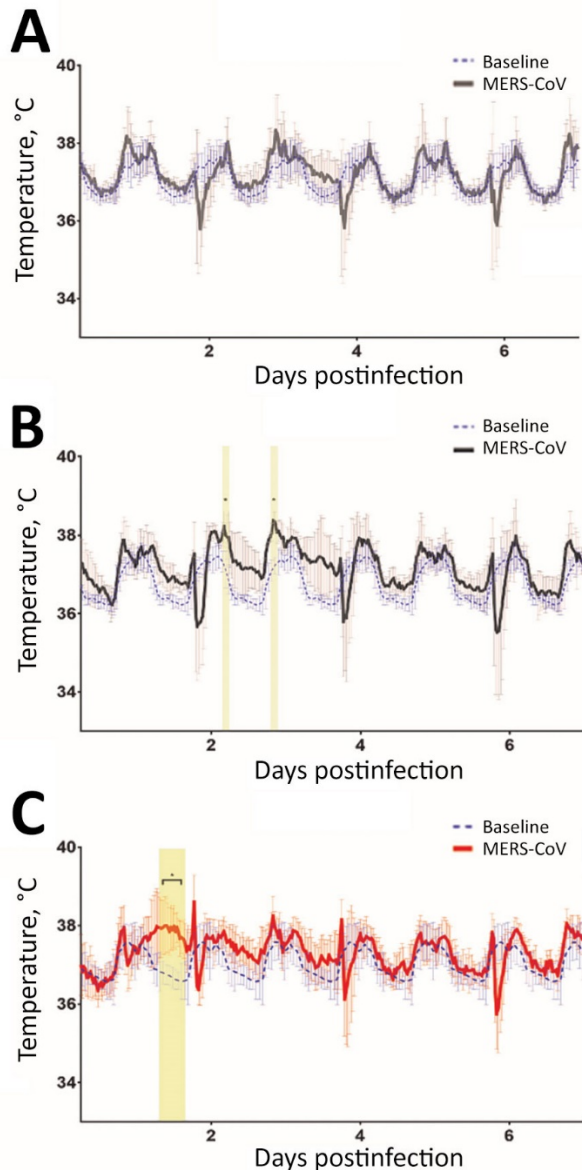 A
Temperature, °C
40
38
36
34
Baseline
MERS-CoV
2
4
6
Days postinfection
B
Temperature, °C
40
38
36
34
Baseline
MERS-CoV
*
*
2
4
6
Days postinfection
C
Temperature, °C
40
38
36
34
Baseline
MERS-CoV
*
2
4
6
Days postinfection